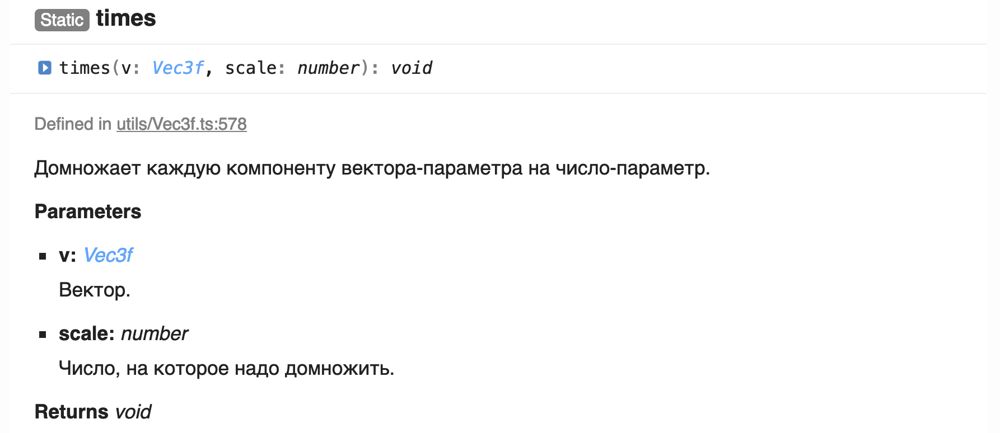 Static times
times(v: Vec3f, scale: number): void
Defined in utils/Vec3f.ts:578
Домножает каждую компоненту вектора-параметра на число-параметр.
Parameters
v: Vec3f
Вектор.
scale: number
Число, на которое надо домножить.
Returns void